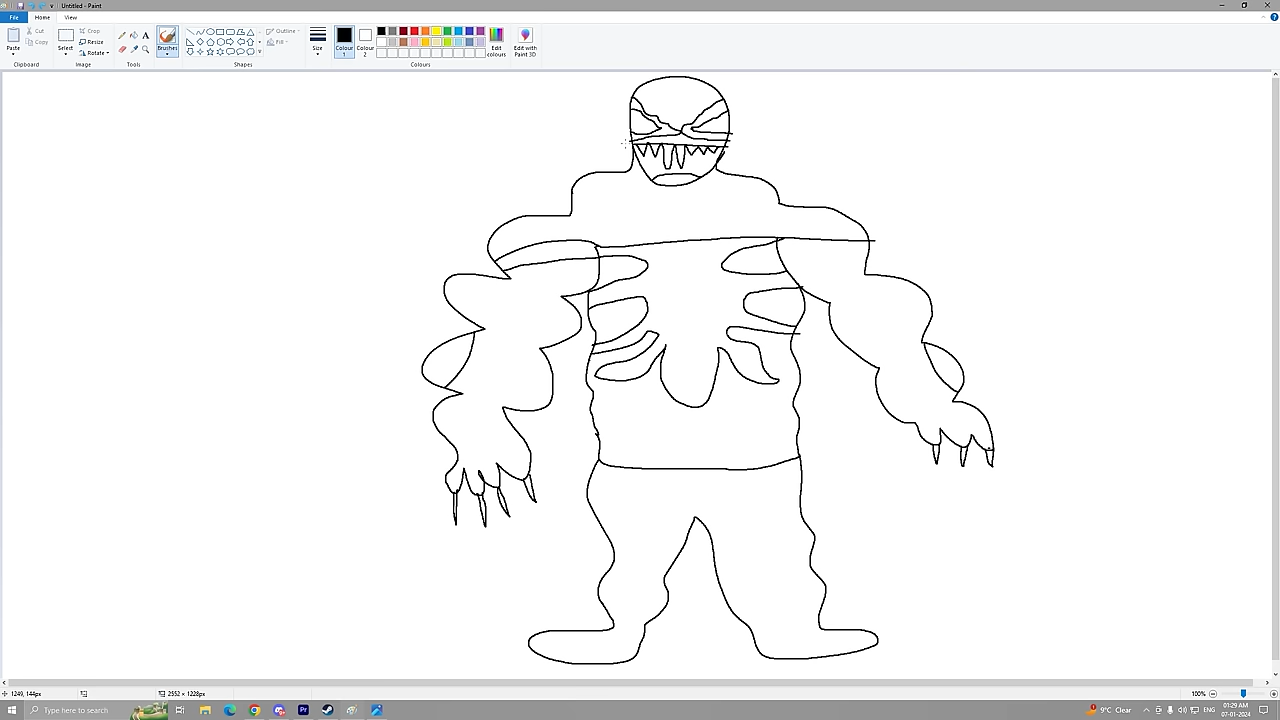 Untitled - Paint
File Home View
Paste Cut Copy Select Crop Resize Rotate A Brushes Outline Fill Size Colour 1 Colour 2 Edit colours Edit with Paint 3D
Clipboard Image Tools Shapes Colours
1249, 144px 2552 × 1228px 100%
Type here to search Pr 9°C Clear ENG 01:29 AM 07-01-2024